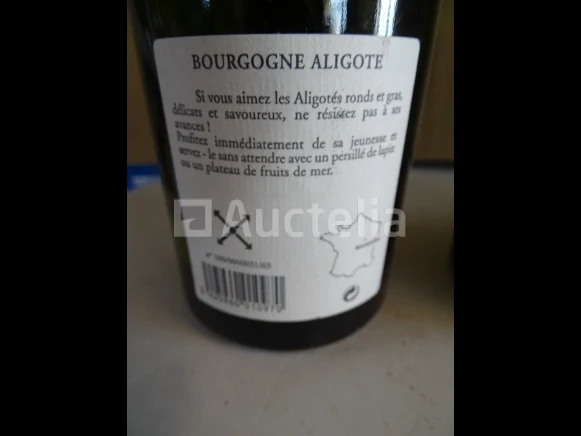 BOURGOGNE ALIGOTE
Si vous aimez les Aligotés ronds et gras,
délicats et savoureux, ne résistez pas à ses
avances !
Profitez immédiatement de sa jeunesse et
servez-le sans attendre avec un persillé de lapin
ou un plateau de fruits de mer.
Auctelia